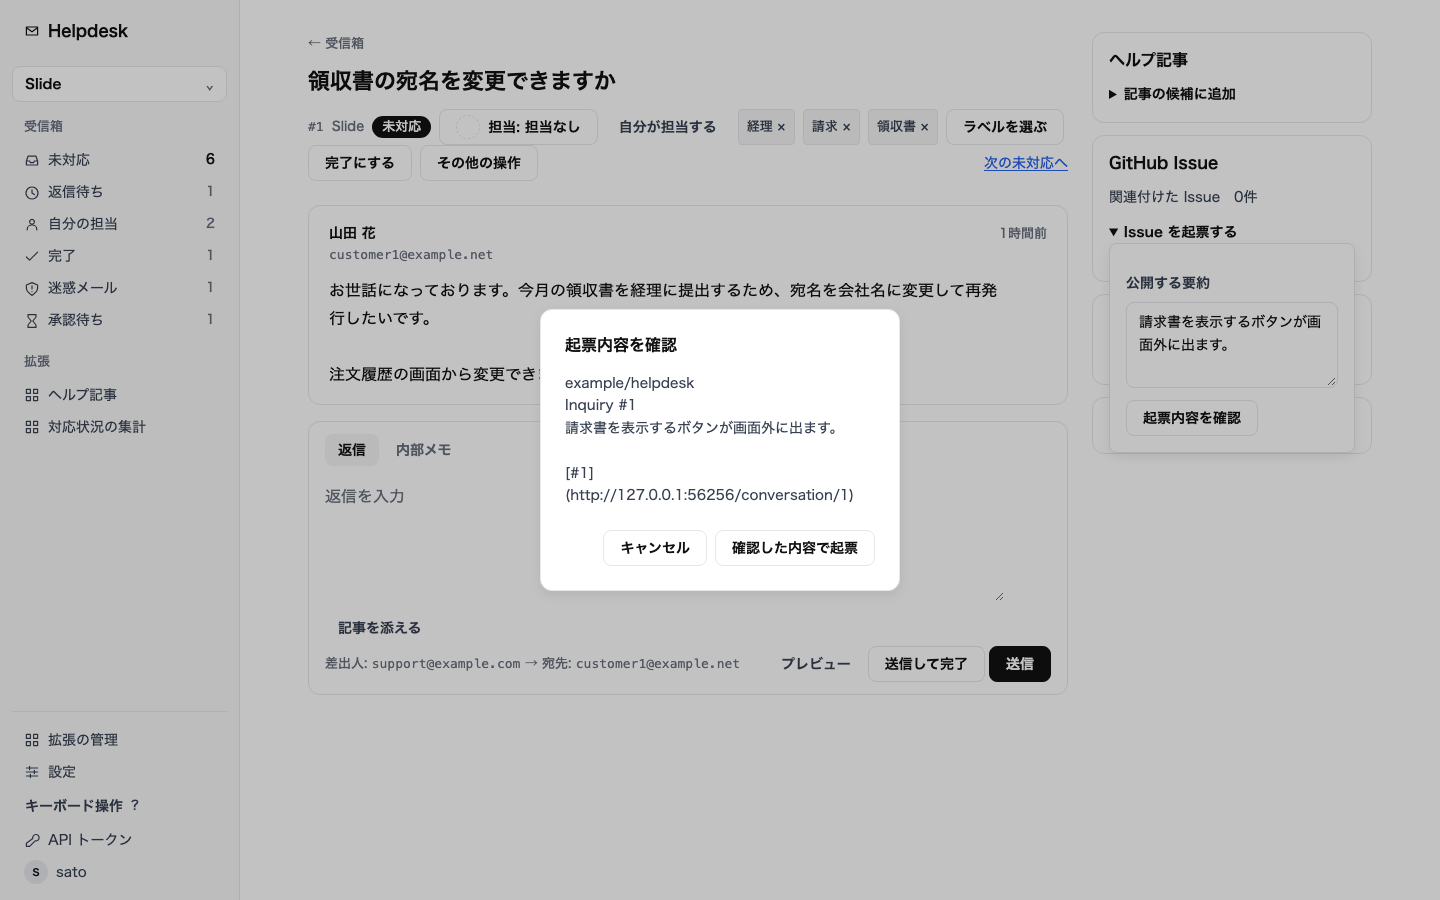 Helpdesk
Slide
受信箱
未対応 6
返信待ち 1
自分の担当 2
完了 1
迷惑メール 1
承認待ち 1
拡張
ヘルプ記事
対応状況の集計
拡張の管理
設定
キーボード操作 ?
API トークン
S sato
← 受信箱
領収書の宛名を変更できますか
#1 Slide 未対応 担当: 担当なし 自分が担当する 経理 × 請求 × 領収書 × ラベルを選ぶ
完了にする その他の操作 次の未対応へ
山田 花 1時間前
customer1@example.net
お世話になっております。今月の領収書を経理に提出するため、宛名を会社名に変更して再発
行したいです。
注文履歴の画面から変更でき
返信 内部メモ
返信を入力
記事を添える
差出人: support@example.com → 宛先: customer1@example.net プレビュー 送信して完了 送信
起票内容を確認
example/helpdesk
Inquiry #1
請求書を表示するボタンが画面外に出ます。
[#1]
(http://127.0.0.1:56256/conversation/1)
キャンセル 確認した内容で起票
ヘルプ記事
▶ 記事の候補に追加
GitHub Issue
関連付けた Issue 0件
▼ Issue を起票する
公開する要約
請求書を表示するボタンが画
面外に出ます。
起票内容を確認